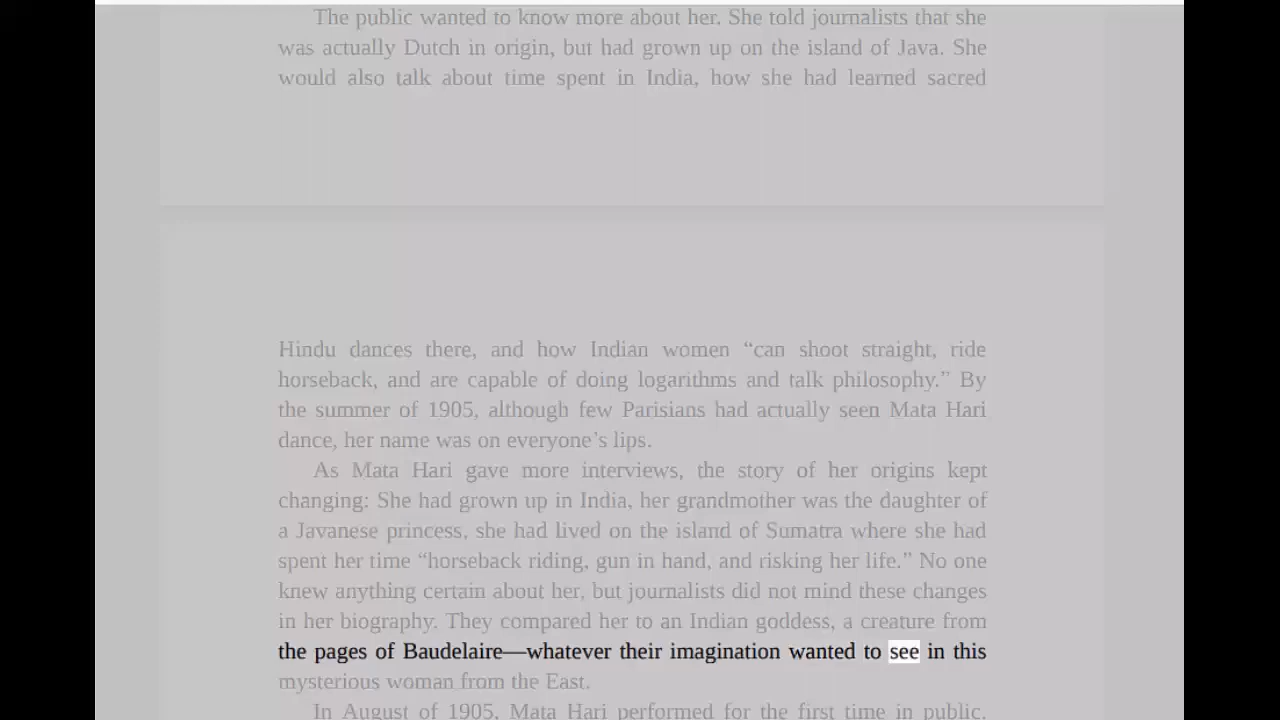 The public wanted to know more about her. She told journalists that she
was actually Dutch in origin, but had grown up on the island of Java. She
would also talk about time spent in India, how she had learned sacred
Hindu dances there, and how Indian women “can shoot straight, ride
horseback, and are capable of doing logarithms and talk philosophy.” By
the summer of 1905, although few Parisians had actually seen Mata Hari
dance, her name was on everyone’s lips.
As Mata Hari gave more interviews, the story of her origins kept
changing: She had grown up in India, her grandmother was the daughter of
a Javanese princess, she had lived on the island of Sumatra where she had
spent her time “horseback riding, gun in hand, and risking her life.” No one
knew anything certain about her, but journalists did not mind these changes
in her biography. They compared her to an Indian goddess, a creature from
the pages of Baudelaire—whatever their imagination wanted to see in this
mysterious woman from the East.
In August of 1905, Mata Hari performed for the first time in public.